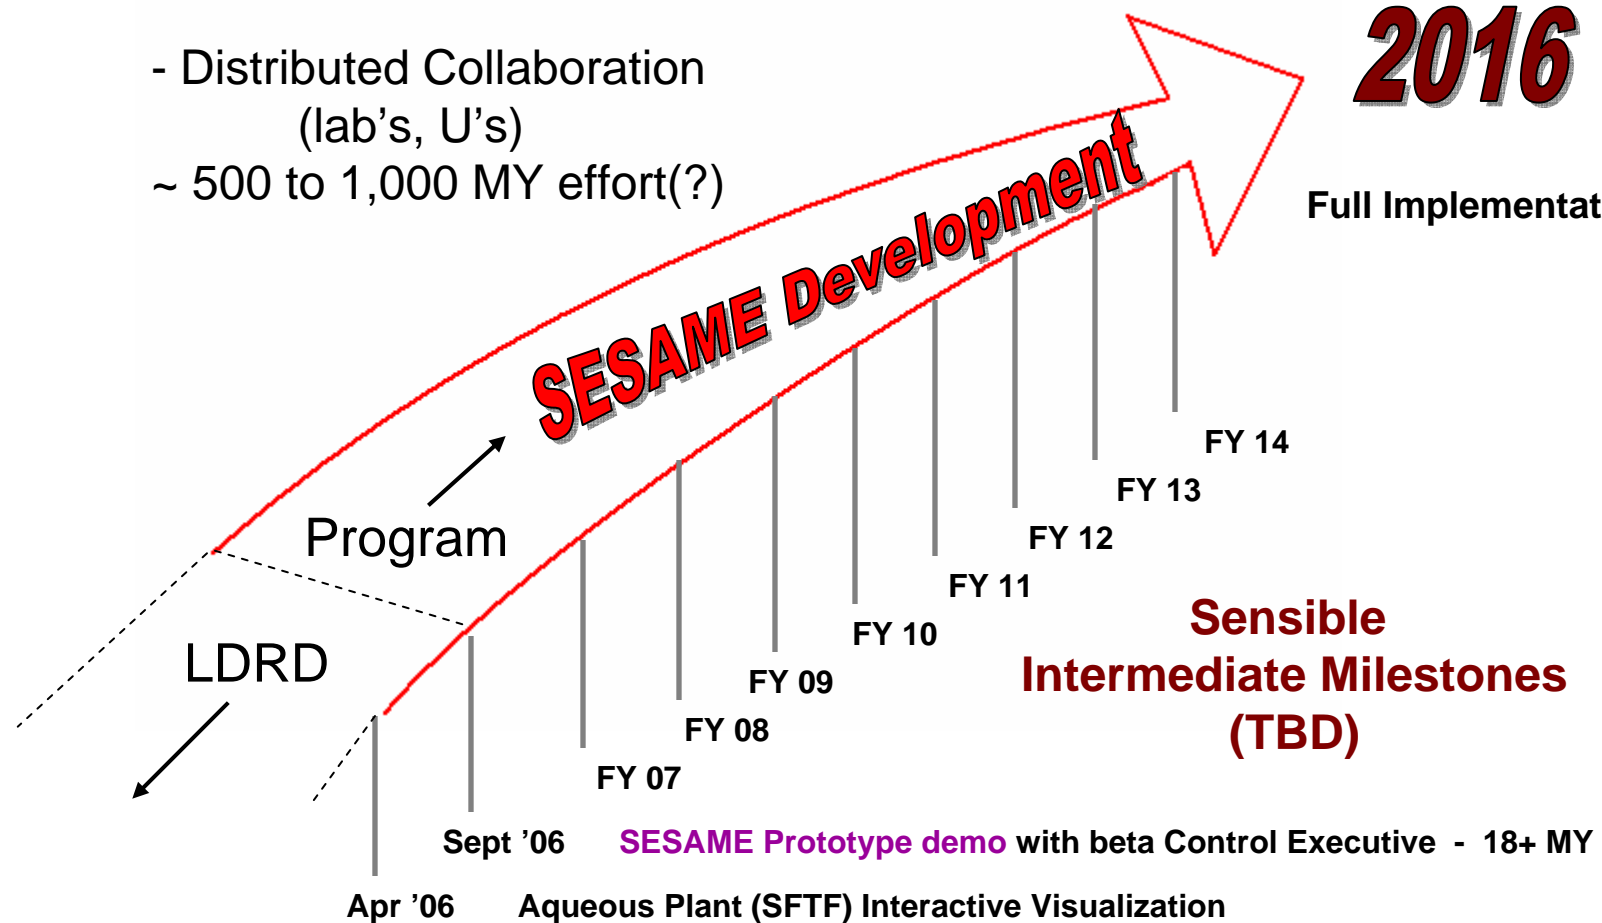 2016
- Distributed Collaboration
(lab's, U's)
~ 500 to 1,000 MY effort(?)
Full Implementat
SESAME Development
Program
LDRD
FY 14
FY 13
FY 12
FY 11
FY 10
FY 09
FY 08
FY 07
Sensible
Intermediate Milestones
(TBD)
Sept ’06 SESAME Prototype demo with beta Control Executive - 18+ MY
Apr ’06 Aqueous Plant (SFTF) Interactive Visualization